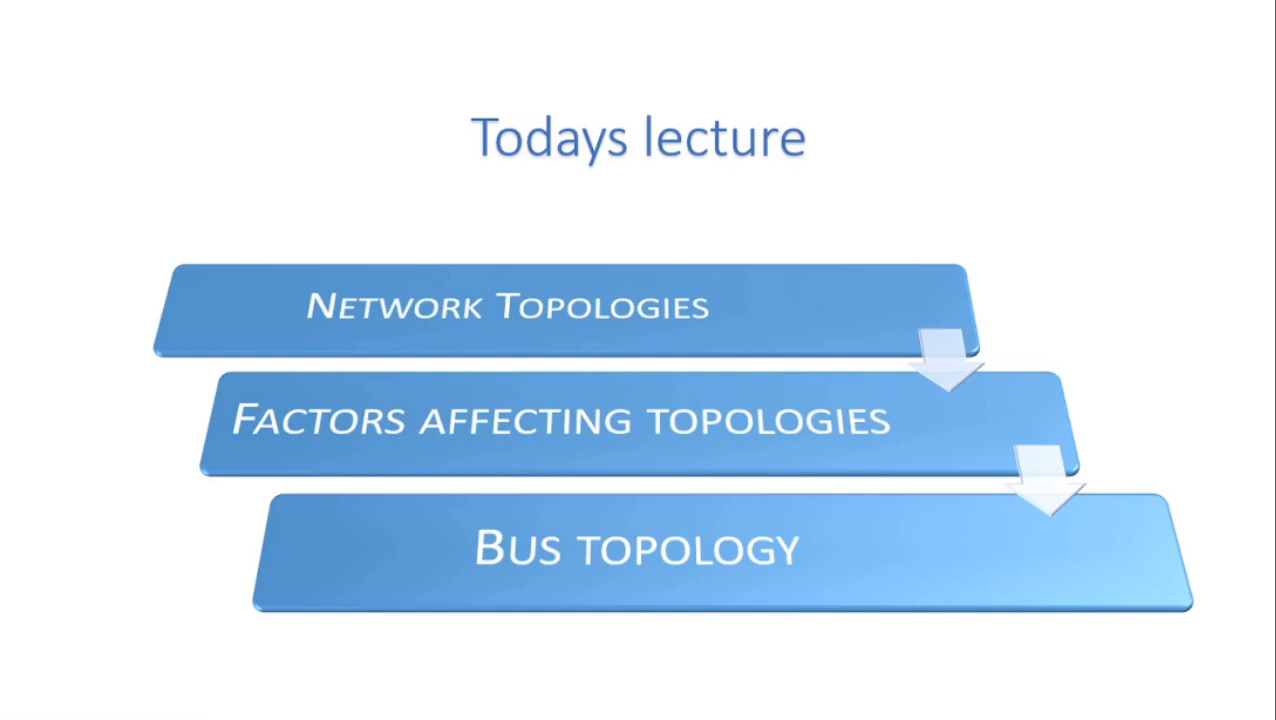 Todays lecture
Network Topologies
Factors affecting topologies
Bus topology